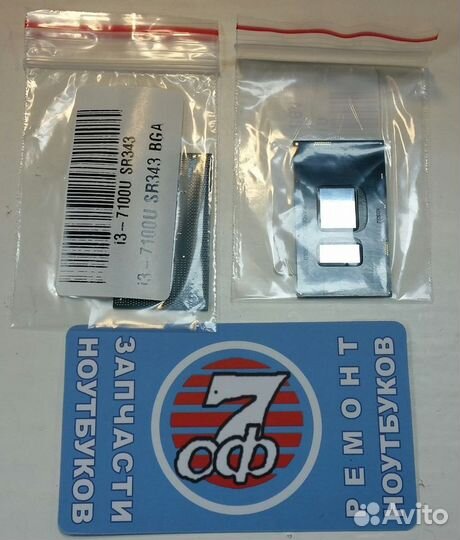 i3-7100U SR343
i3-7100U SR343 BGA
ЗАПЧАСТИ
НОУТБУКОВ
7
ОФ
РЕМОНТ
НОУТБУКОВ
Avito